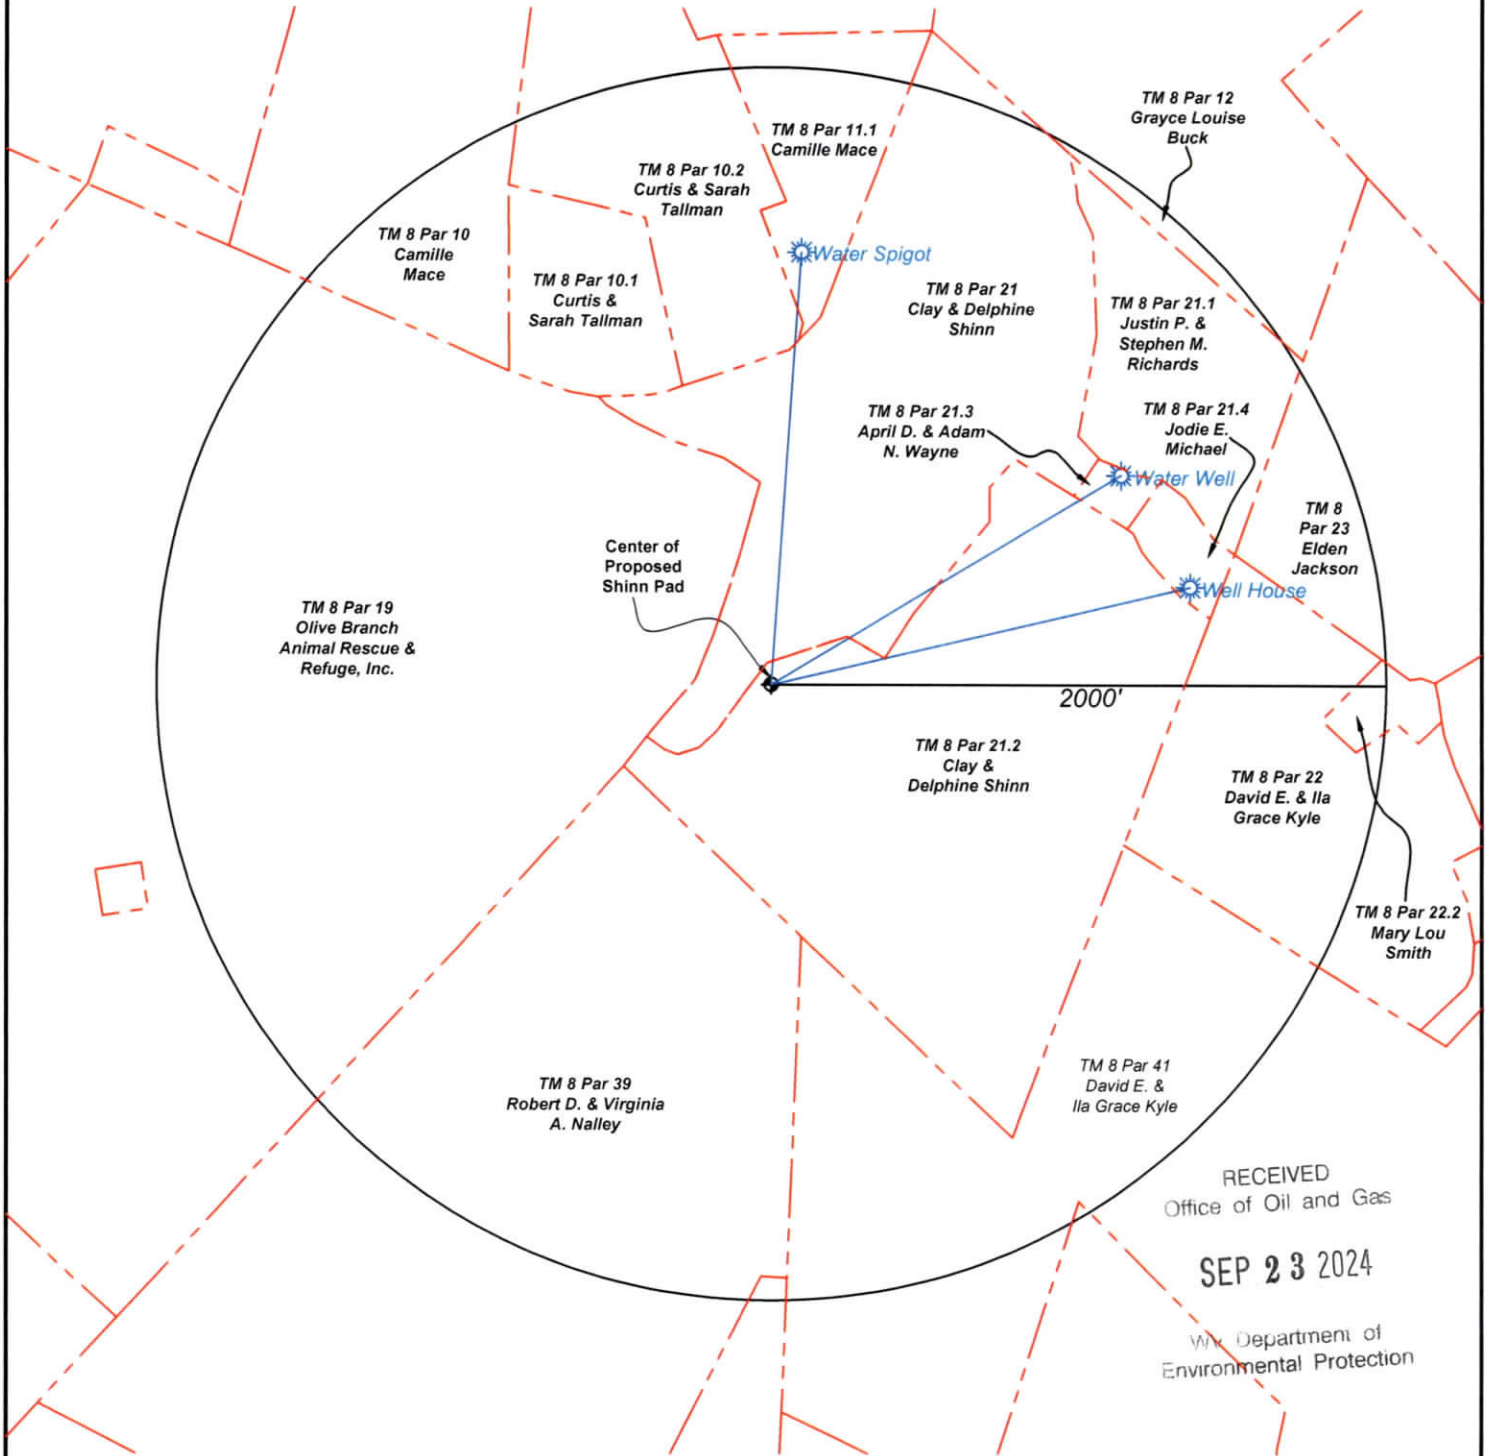 TM 8 Par 12
Grayce Louise
Buck
TM 8 Par 11.1
Camille Mace
TM 8 Par 10.2
Curtis & Sarah
Tallman
TM 8 Par 10
Camille
Mace
TM 8 Par 10.1
Curtis &
Sarah Tallman
Water Spigot
TM 8 Par 21
Clay & Delphine
Shinn
TM 8 Par 21.1
Justin P. &
Stephen M.
Richards
TM 8 Par 21.3
April D. & Adam
N. Wayne
TM 8 Par 21.4
Jodie E.
Michael
Water Well
TM 8
Par 23
Elden
Jackson
Center of
Proposed
Shinn Pad
Well House
TM 8 Par 19
Olive Branch
Animal Rescue &
Refuge, Inc.
2000'
TM 8 Par 21.2
Clay &
Delphine Shinn
TM 8 Par 22
David E. & Ila
Grace Kyle
TM 8 Par 22.2
Mary Lou
Smith
TM 8 Par 39
Robert D. & Virginia
A. Nalley
TM 8 Par 41
David E. &
Ila Grace Kyle
RECEIVED
Office of Oil and Gas
SEP 23 2024
WV Department of
Environmental Protection